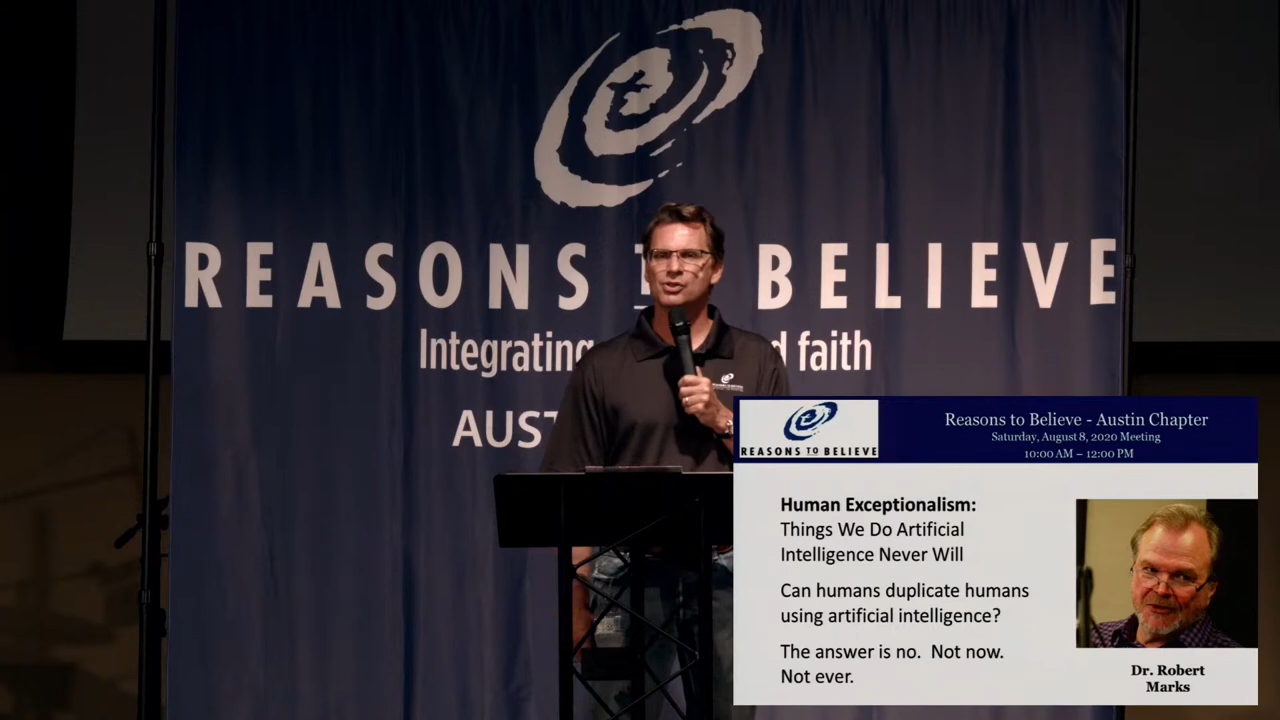 REASONS BELIEVE
Integrating faith
AUST
REASONS TO BELIEVE
Reasons to Believe - Austin Chapter
Saturday, August 8, 2020 Meeting
10:00 AM – 12:00 PM
Human Exceptionalism:
Things We Do Artificial
Intelligence Never Will
Can humans duplicate humans
using artificial intelligence?
The answer is no. Not now.
Not ever.
Dr. Robert
Marks